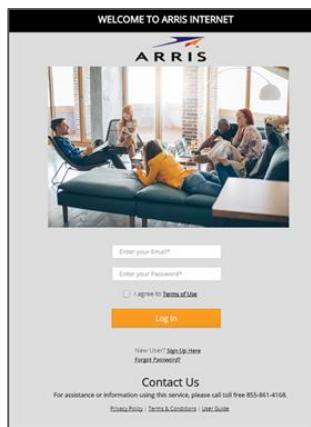 WELCOME TO ARRIS INTERNET
ARRIS
Enter your Email*
Enter your Password*
I agree to Terms of Use
Log In
New User? Sign Up Here
Forgot Password?
Contact Us
For assistance or information using this service, please call toll free 855-861-4168.
Privacy Policy | Terms & Conditions | User Guide